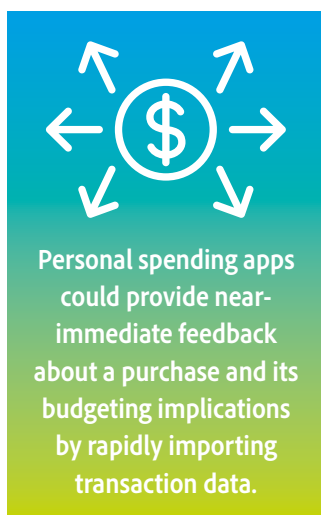 Personal spending apps
could provide near-
immediate feedback
about a purchase and its
budgeting implications
by rapidly importing
transaction data.